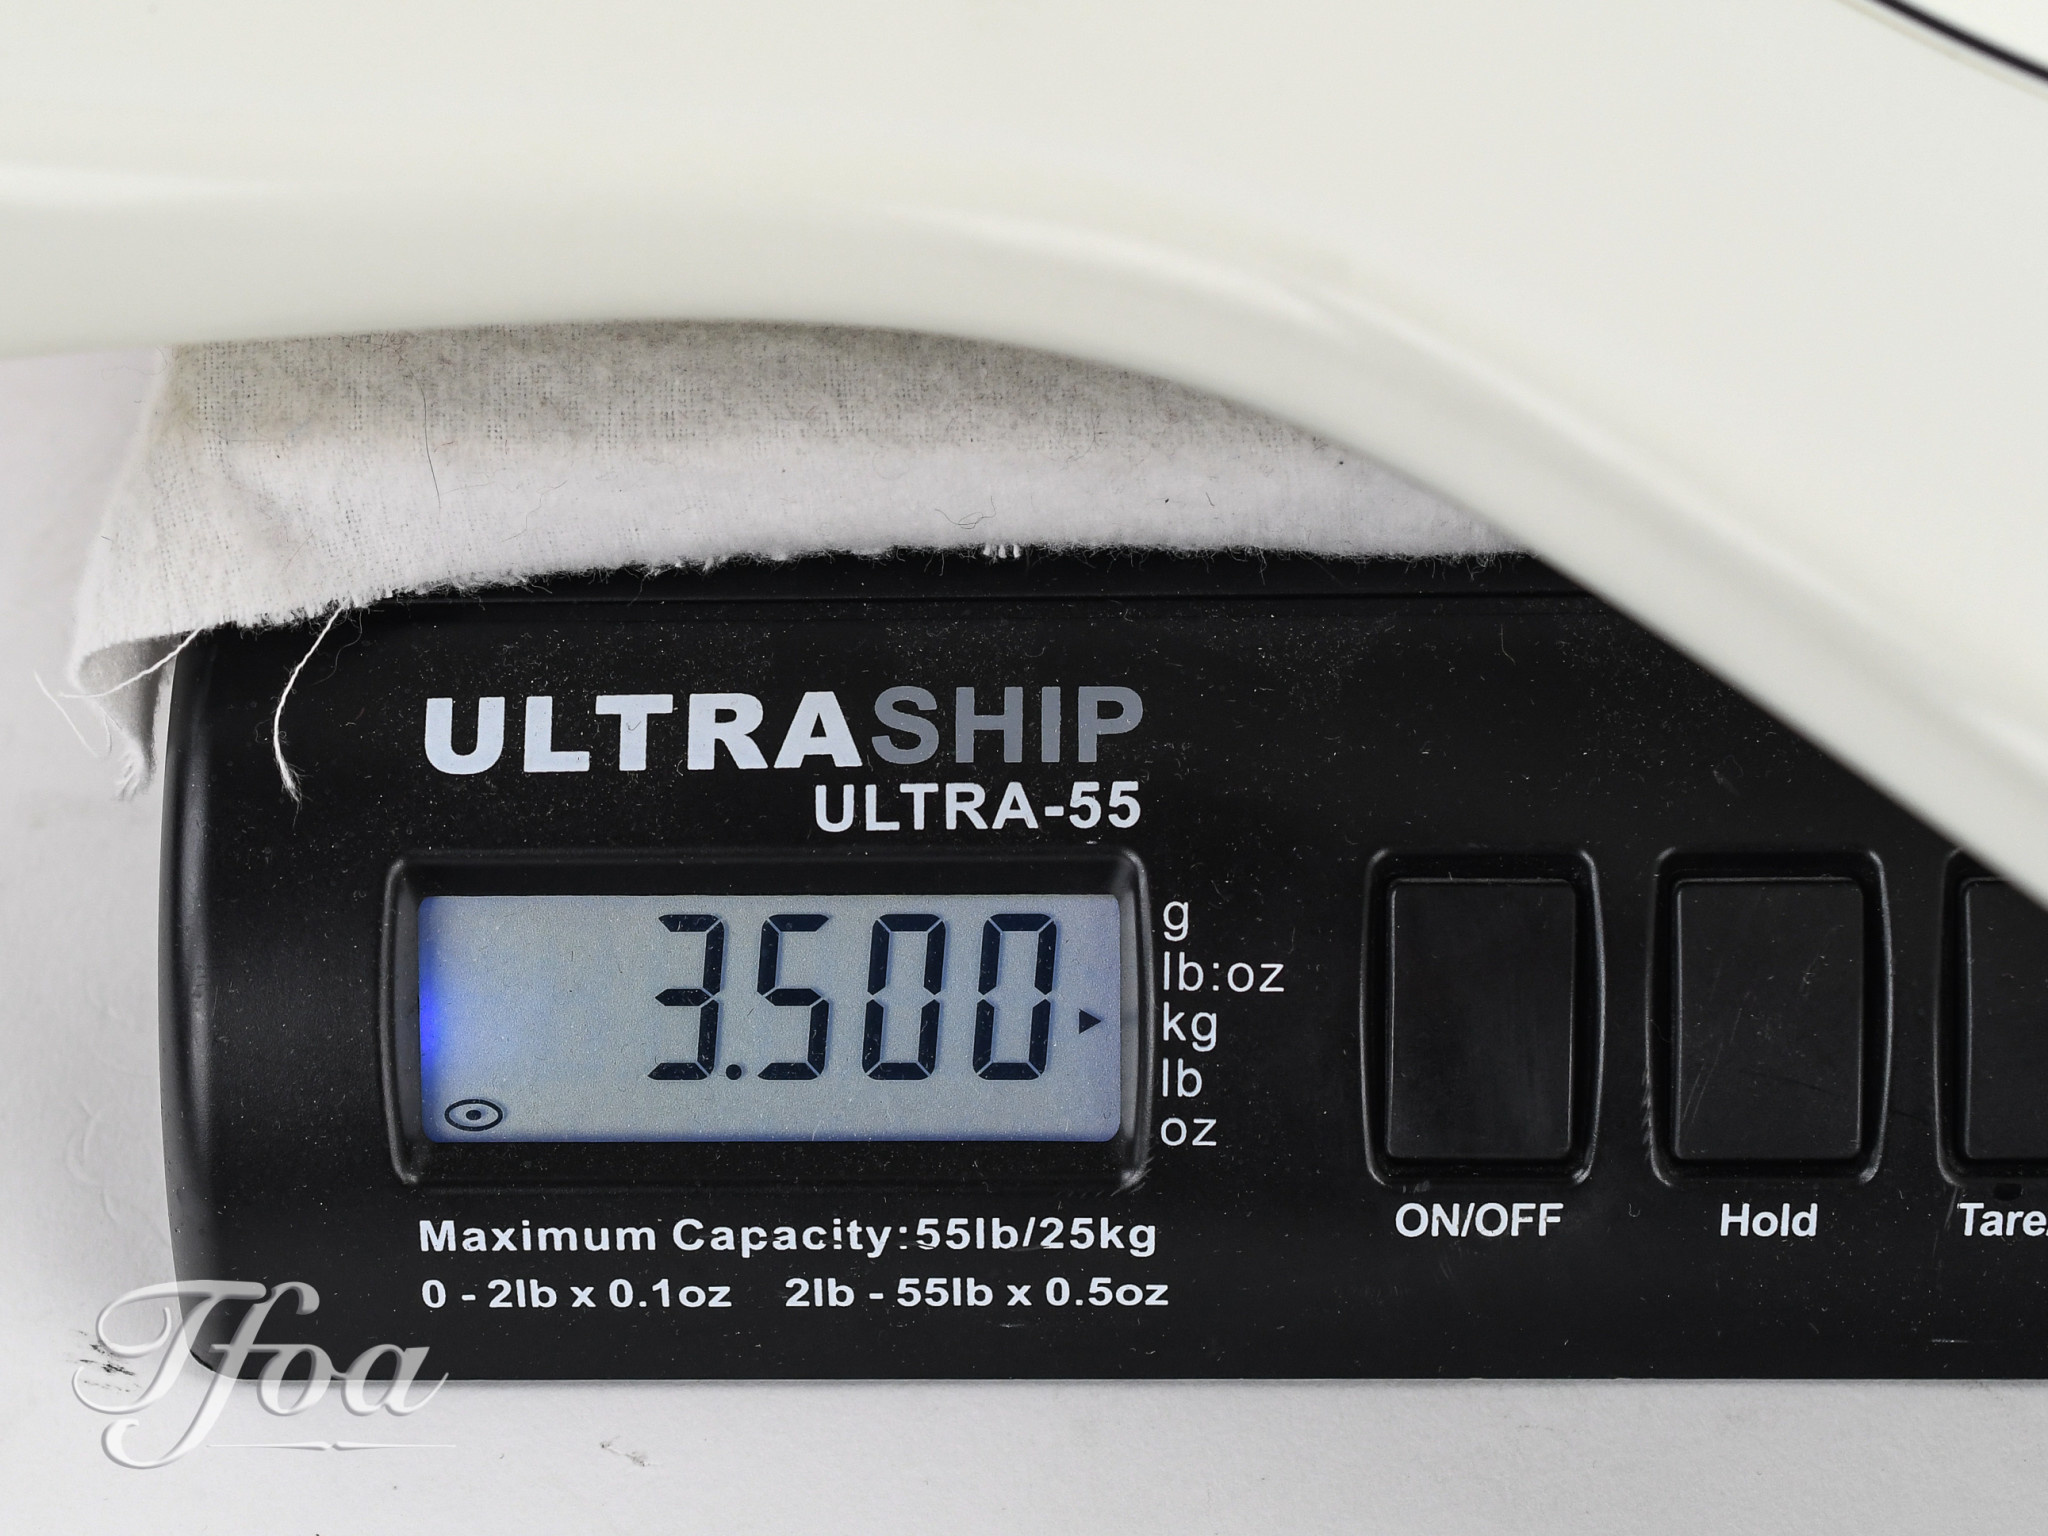 ULTRASHIP
ULTRA-55
3.500
g
lb:oz
kg
lb
oz
Maximum Capacity:55lb/25kg
0 - 2lb x 0.1oz 2lb - 55lb x 0.5oz
ON/OFF
Hold
Tare/
Tfoa